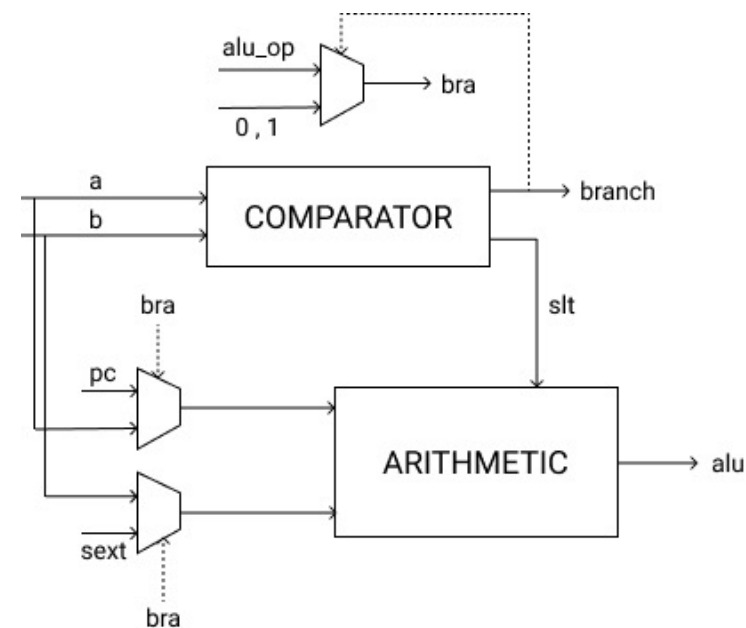 alu_op
bra
0 , 1
a
COMPARATOR
branch
b
slt
bra
pc
ARITHMETIC
alu
sext
bra